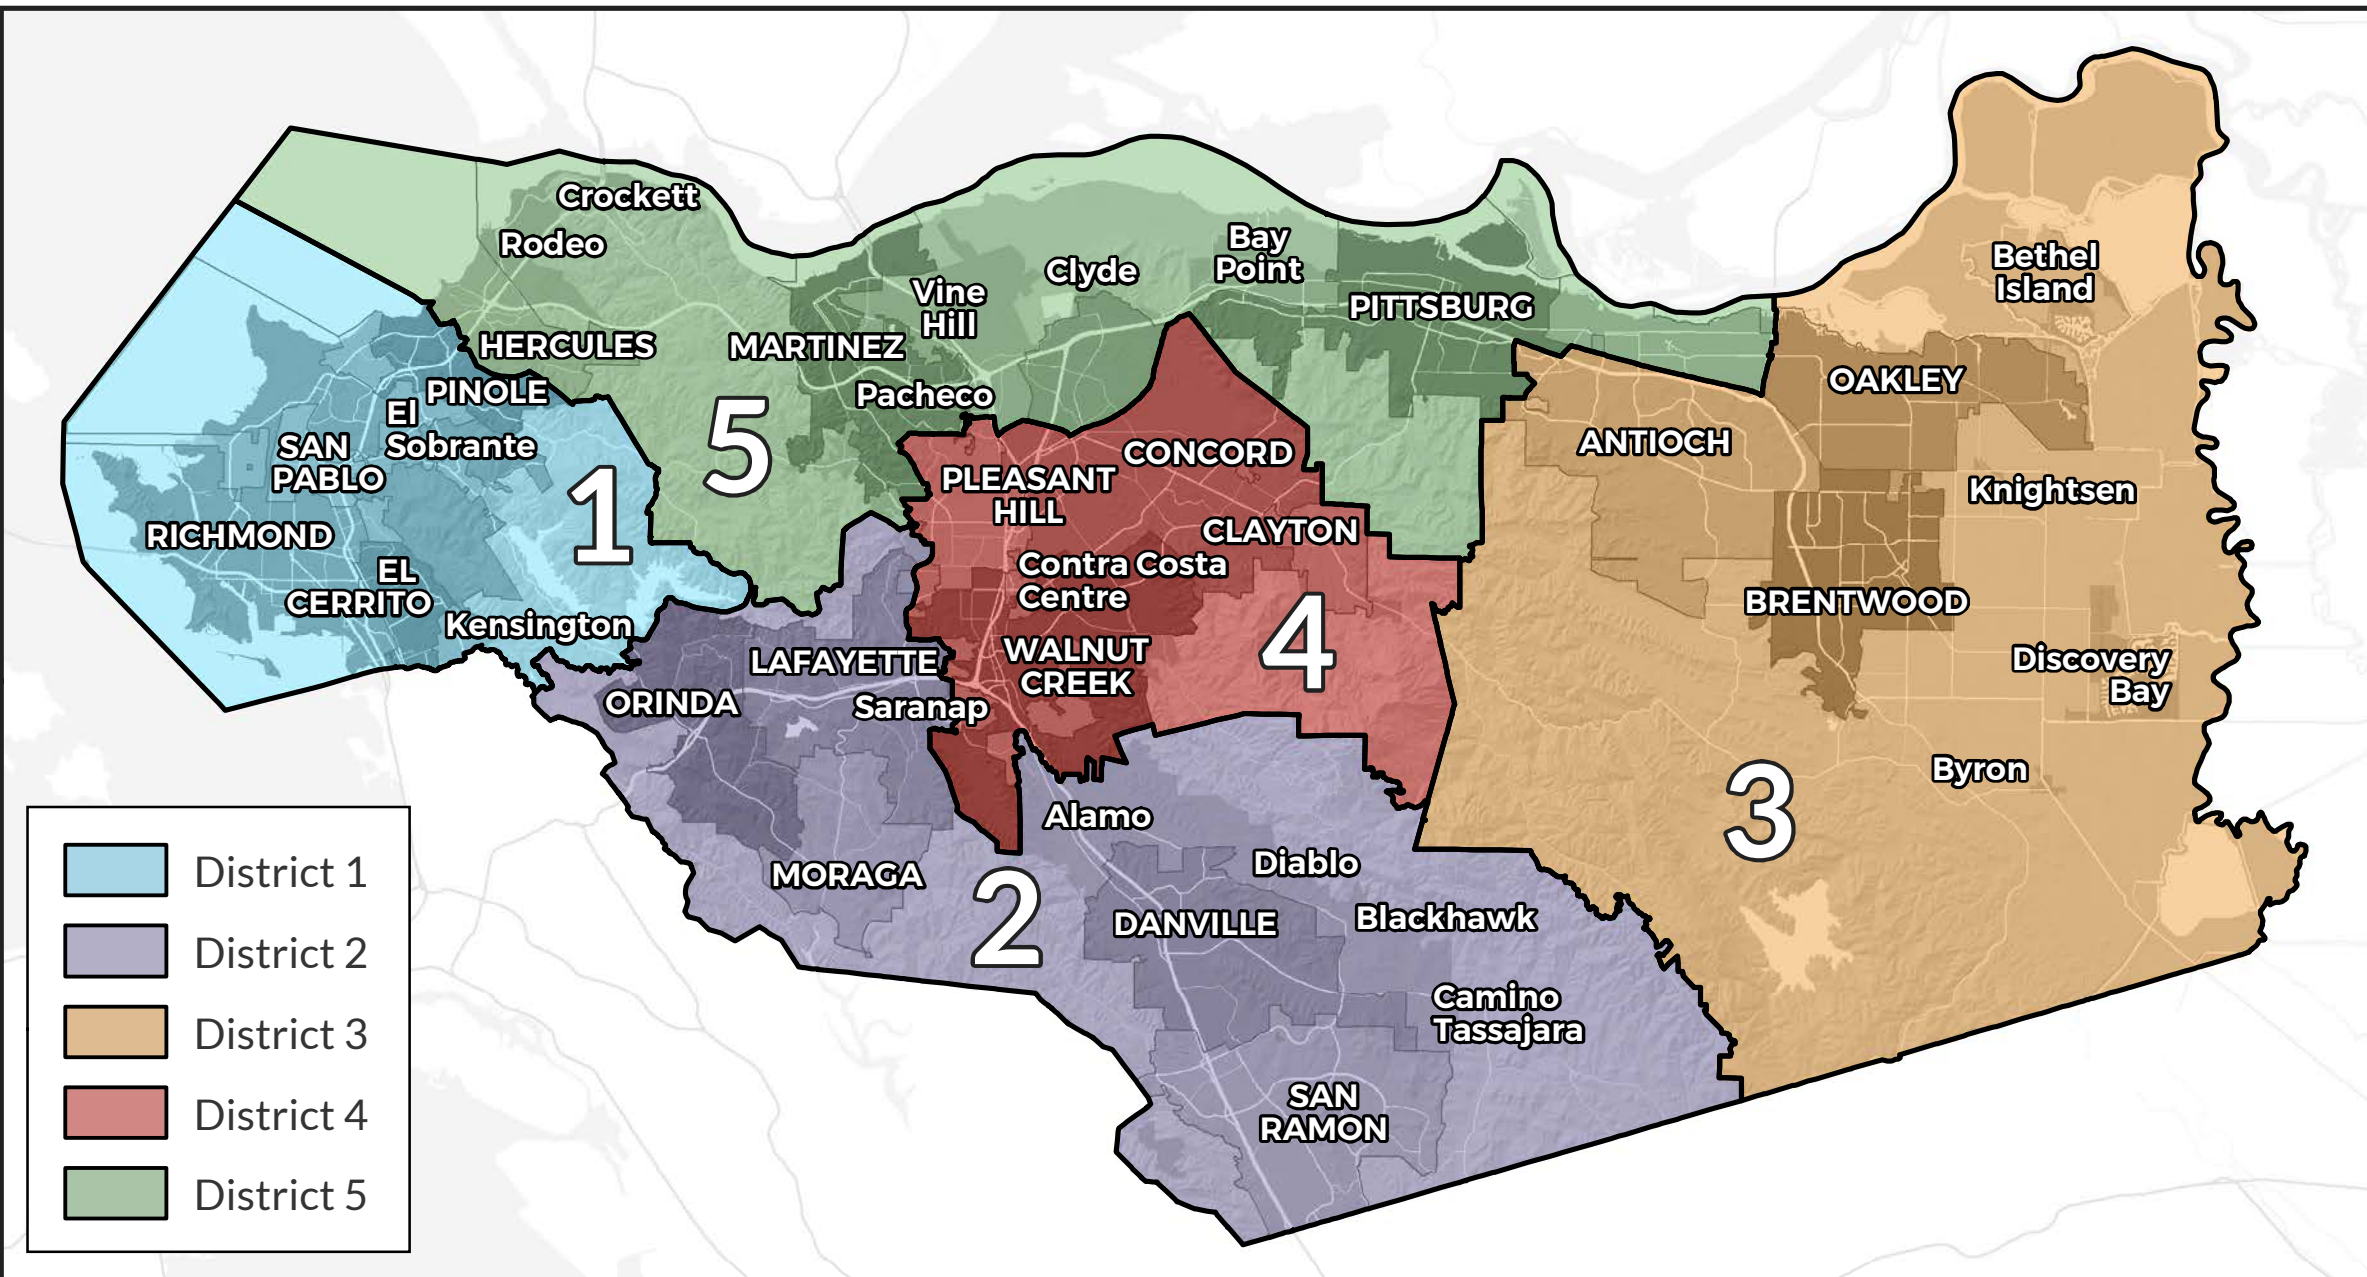 Crockett
Rodeo
HERCULES
MARTINEZ
Vine
Hill
Clyde
Bay
Point
PITTSBURG
Pacheco
5
PINOLE
El
Sobrante
SAN
PABLO
1
RICHMOND
EL
CERRITO
Kensington
PLEASANT
HILL
CONCORD
CLAYTON
Contra Costa
Centre
4
WALNUT
CREEK
LAFAYETTE
ORINDA
Saranap
MORAGA
2
Alamo
Diablo
DANVILLE
Blackhawk
Camino
Tassajara
SAN
RAMON
Bethel
Island
OAKLEY
ANTIOCH
Knightsen
BRENTWOOD
Discovery
Bay
Byron
3
District 1
District 2
District 3
District 4
District 5